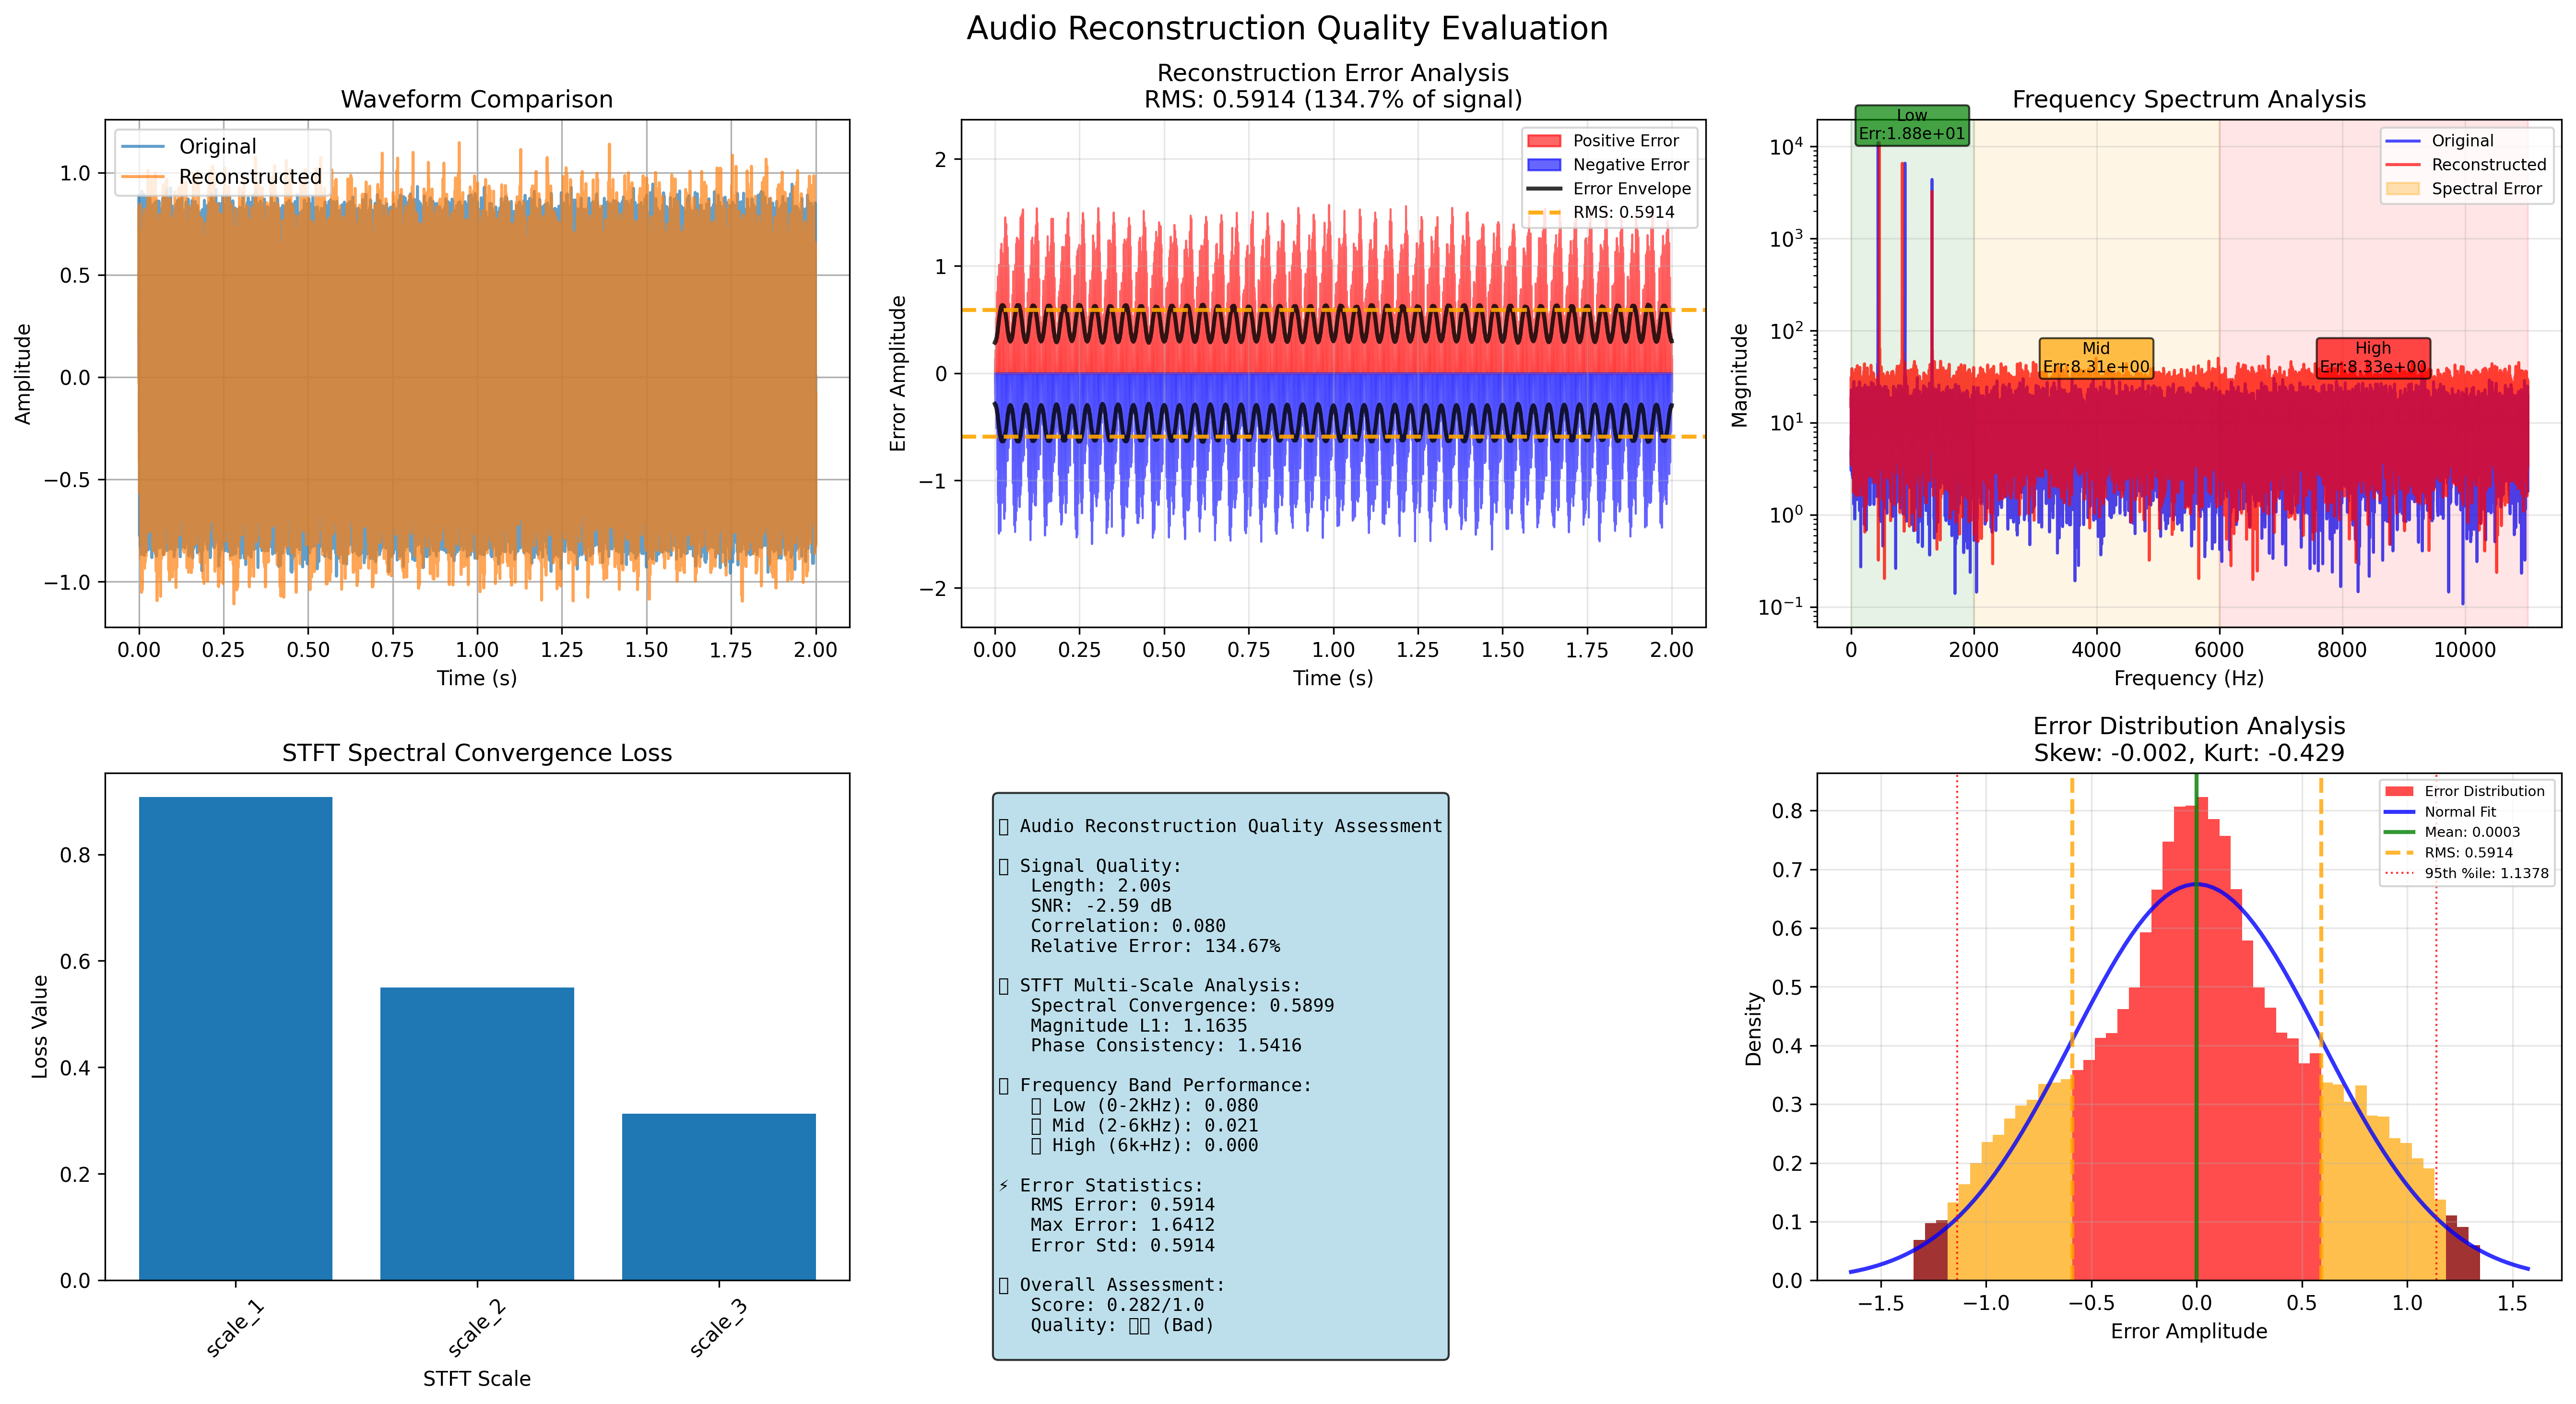 Audio Reconstruction Quality Evaluation
Waveform Comparison
Original
Reconstructed
Amplitude
1.0
0.5
0.0
−0.5
−1.0
0.00 0.25 0.50 0.75 1.00 1.25 1.50 1.75 2.00
Time (s)
Reconstruction Error Analysis
RMS: 0.5914 (134.7% of signal)
Positive Error
Negative Error
Error Envelope
RMS: 0.5914
Error Amplitude
2
1
0
−1
−2
0.00 0.25 0.50 0.75 1.00 1.25 1.50 1.75 2.00
Time (s)
Frequency Spectrum Analysis
Low
Err:1.88e+01
Original
Reconstructed
Spectral Error
Mid
Err:8.31e+00
High
Err:8.33e+00
Magnitude
10⁴
10³
10²
10¹
10⁰
10⁻¹
0 2000 4000 6000 8000 10000
Frequency (Hz)
STFT Spectral Convergence Loss
Loss Value
0.8
0.6
0.4
0.2
0.0
scale_1 scale_2 scale_3
STFT Scale
Audio Reconstruction Quality Assessment
Signal Quality:
Length: 2.00s
SNR: -2.59 dB
Correlation: 0.080
Relative Error: 134.67%
STFT Multi-Scale Analysis:
Spectral Convergence: 0.5899
Magnitude L1: 1.1635
Phase Consistency: 1.5416
Frequency Band Performance:
Low (0-2kHz): 0.080
Mid (2-6kHz): 0.021
High (6k+Hz): 0.000
⚡ Error Statistics:
RMS Error: 0.5914
Max Error: 1.6412
Error Std: 0.5914
Overall Assessment:
Score: 0.282/1.0
Quality: (Bad)
Error Distribution Analysis
Skew: -0.002, Kurt: -0.429
Error Distribution
Normal Fit
Mean: 0.0003
RMS: 0.5914
95th %ile: 1.1378
Density
0.8
0.7
0.6
0.5
0.4
0.3
0.2
0.1
0.0
−1.5 −1.0 −0.5 0.0 0.5 1.0 1.5
Error Amplitude